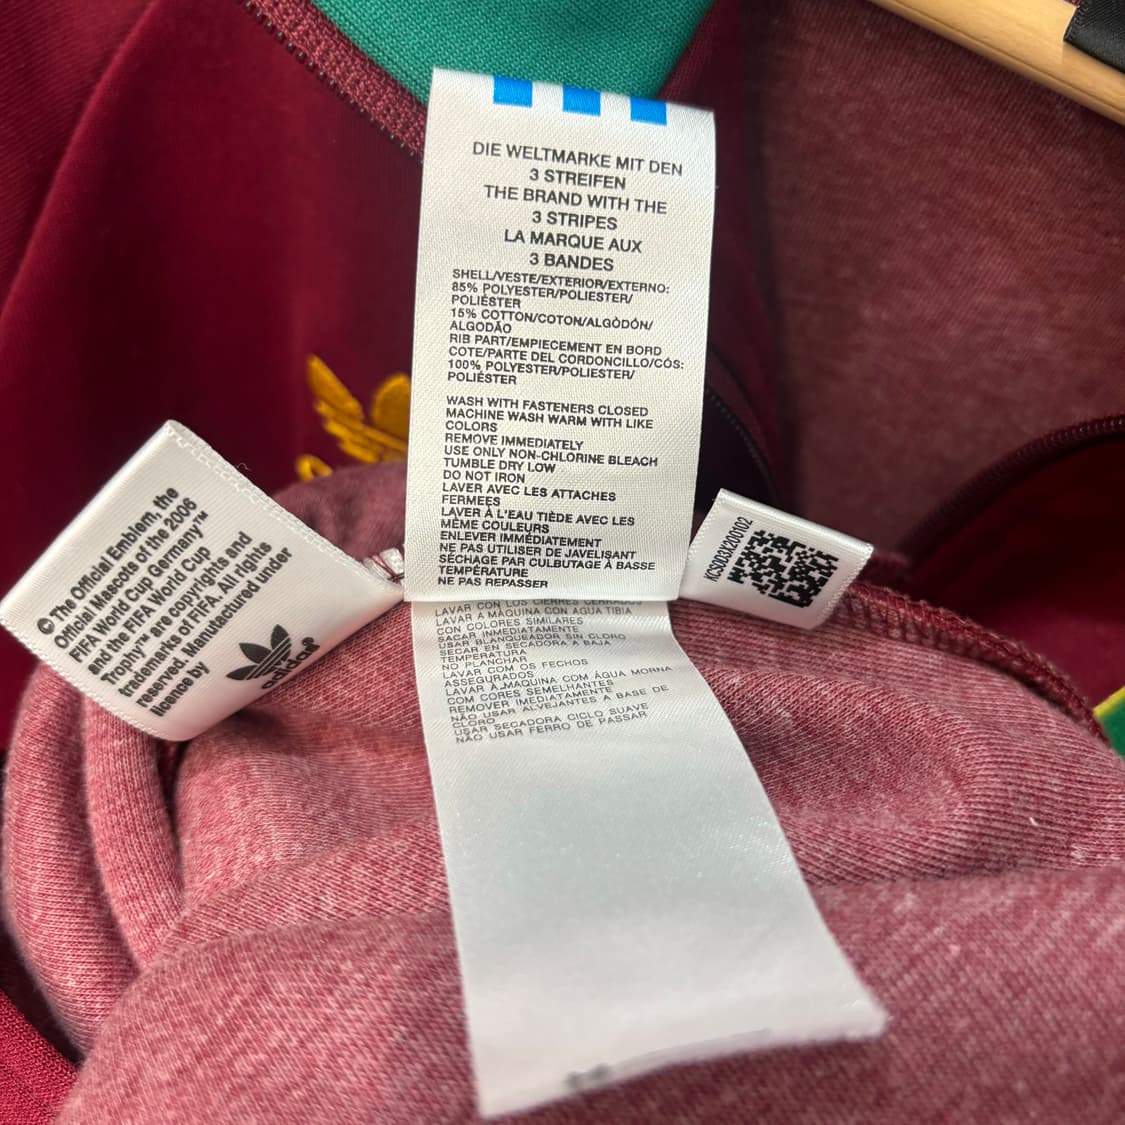 DIE WELTMARKE MIT DEN
3 STREIFEN
THE BRAND WITH THE
3 STRIPES
LA MARQUE AUX
3 BANDES
SHELL/VESTE/EXTERIOR/EXTERNO:
85% POLYESTER/POLIESTER/
POLIÉSTER
15% COTTON/COTON/ALGÒDÓN/
ALGODÃO
RIB PART/EMPIECEMENT EN BORD
COTE/PARTE DEL CORDONCILLO/CÓS:
100% POLYESTER/POLIESTER/
POLIÉSTER
WASH WITH FASTENERS CLOSED
MACHINE WASH WARM WITH LIKE
COLORS
REMOVE IMMEDIATELY
USE ONLY NON-CHLORINE BLEACH
TUMBLE DRY LOW
DO NOT IRON
LAVER AVEC LES ATTACHES
FERMEES
LAVER À L'EAU TIÈDE AVEC LES
MÊME COULEURS
ENLEVER IMMÉDIATEMENT
NE PAS UTILISER DE JAVELISANT
SÉCHAGE PAR CULBUTAGE À BASSE
TEMPÉRATURE
NE PAS REPASSER
LAVAR CON LOS CIERRES CERRADOS
LAVAR A MÁQUINA CON AGUA TIBIA
CON COLORES SIMILARES
SACAR INMEDIATAMENTE
USAR BLANQUEADOR SIN CLORO
SECAR EN SECADORA A BAJA
TEMPERATURA
NO PLANCHAR
LAVAR COM OS FECHOS
ASSEGURADOS
LAVAR À MAQUINA COM ÁGUA MORNA
COM CORES SEMELHANTES
REMOVER IMEDIATAMENTE
NÃO USAR ALVEJANTES A BASE DE
CLORO
USAR SECADORA CICLO SUAVE
NÃO USAR FERRO DE PASSAR
© The Official Emblem, the
Official Mascots of the 2006
FIFA World Cup Germany™
and the FIFA World Cup
Trophy™ are copyrights and
trademarks of FIFA. All rights
reserved. Manufactured under
licence by
adidas®
KCS003X200102